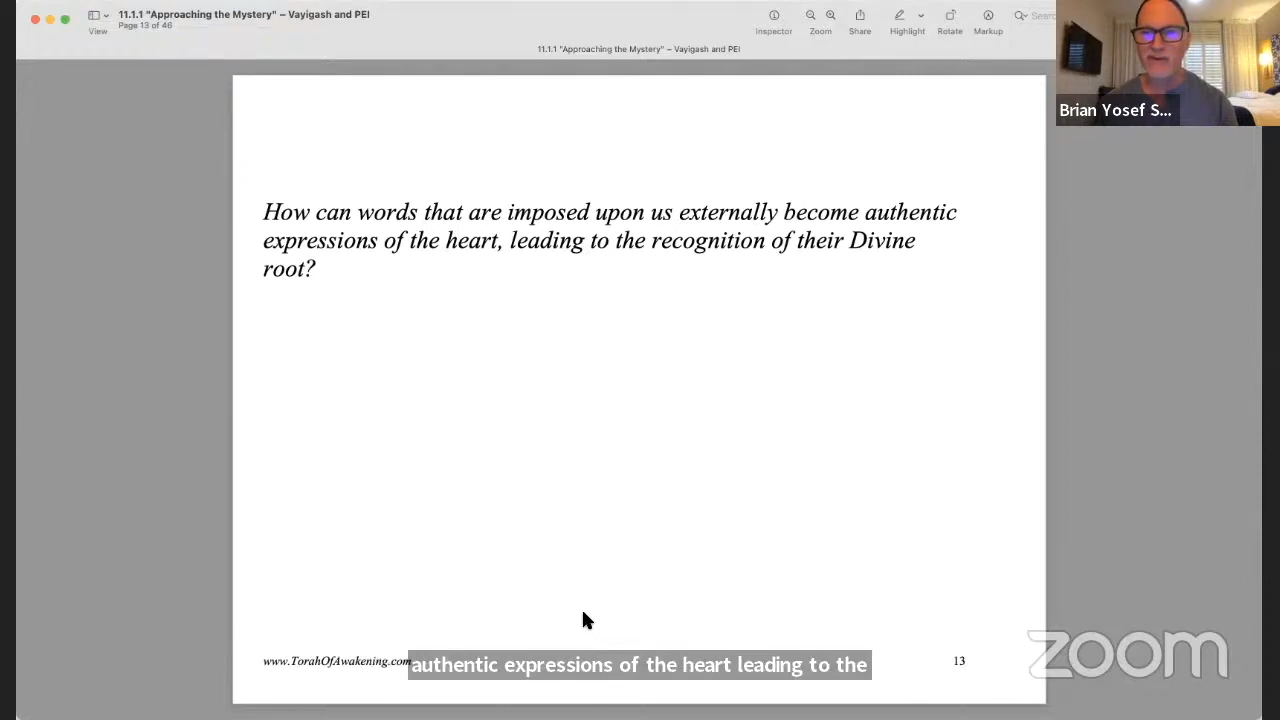 11.1.1 "Approaching the Mystery" – Vayigash and PEI
Page 13 of 46
View
Inspector
Zoom
Share
Highlight
Rotate
Markup
Search
11.1.1 "Approaching the Mystery" – Vayigash and PEI
Brian Yosef S...
How can words that are imposed upon us externally become authentic
expressions of the heart, leading to the recognition of their Divine
root?
www.TorahOfAwakening.com
authentic expressions of the heart leading to the
13
zoom